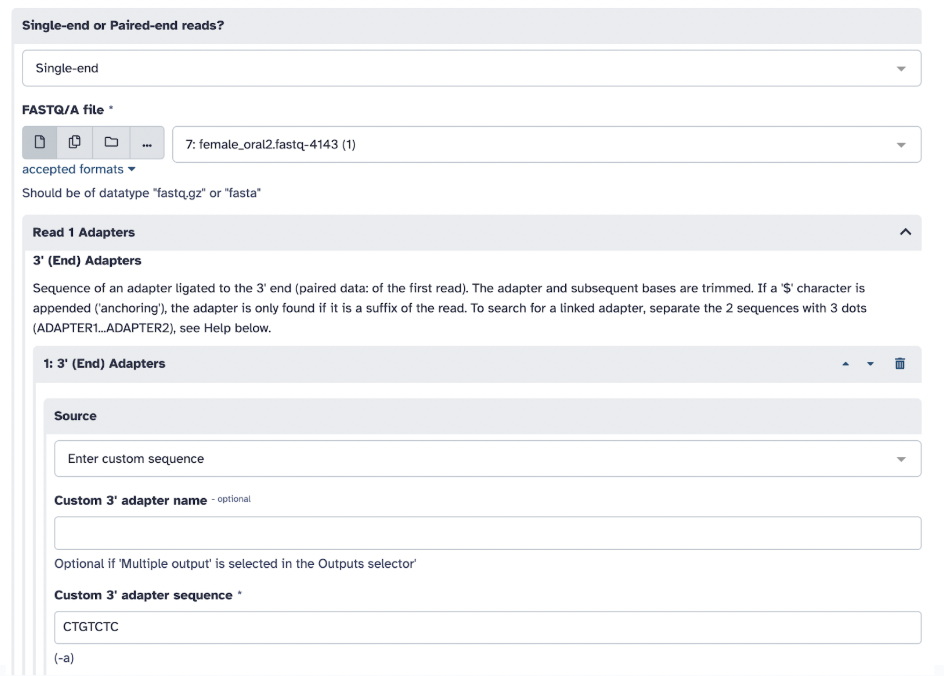 Single-end or Paired-end reads?
Single-end
FASTQ/A file *
...
7: female_oral2.fastq-4143 (1)
accepted formats
Should be of datatype "fastq.gz" or "fasta"
Read 1 Adapters
3' (End) Adapters
Sequence of an adapter ligated to the 3' end (paired data: of the first read). The adapter and subsequent bases are trimmed. If a '$' character is
appended ('anchoring'), the adapter is only found if it is a suffix of the read. To search for a linked adapter, separate the 2 sequences with 3 dots
(ADAPTER1...ADAPTER2), see Help below.
1: 3' (End) Adapters
Source
Enter custom sequence
Custom 3' adapter name - optional
Optional if 'Multiple output' is selected in the Outputs selector'
Custom 3' adapter sequence *
CTGTCTC
(-a)